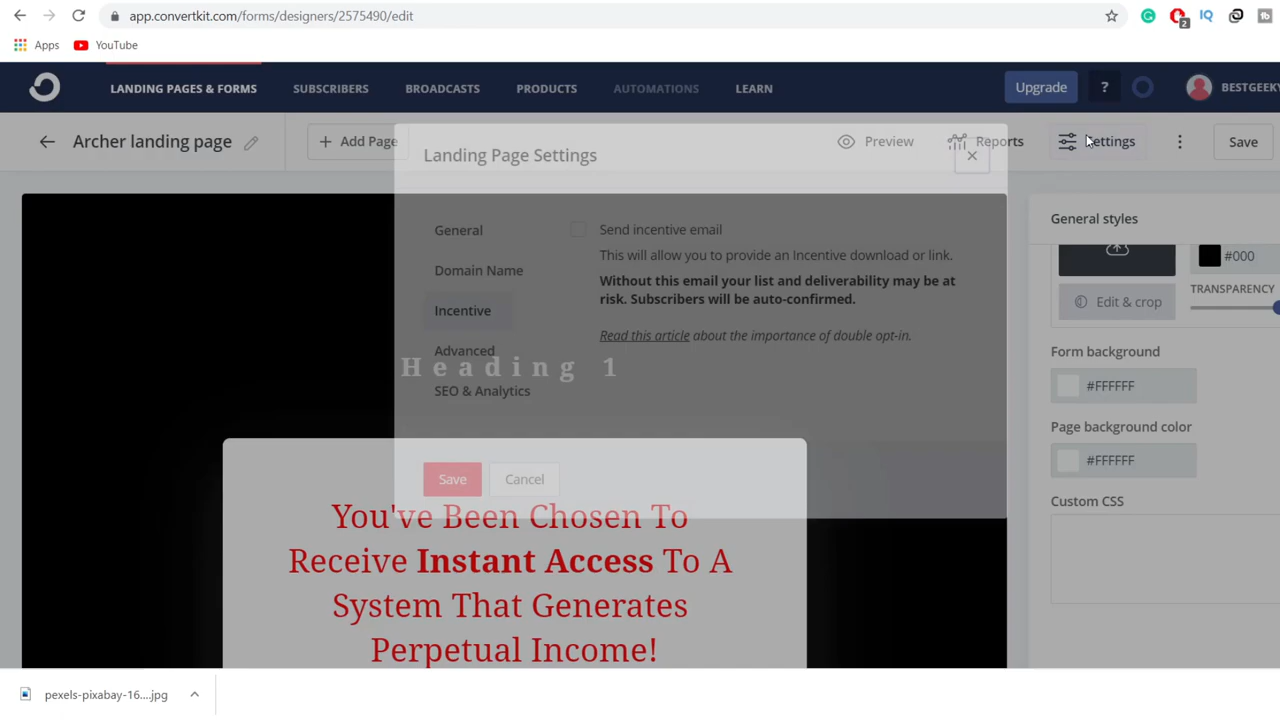 app.convertkit.com/forms/designers/2575490/edit
2
Apps YouTube
LANDING PAGES & FORMS SUBSCRIBERS BROADCASTS PRODUCTS AUTOMATIONS LEARN Upgrade ? BESTGEEKY
Archer landing page + Add Page Preview Reports Settings Save
Landing Page Settings
General styles
General
Send incentive email
This will allow you to provide an Incentive download or link.
#000
Domain Name
Without this email your list and deliverability may be at
risk. Subscribers will be auto-confirmed.
TRANSPARENCY
Edit & crop
Incentive
Read this article about the importance of double opt-in.
Advanced
Form background
Heading 1
SEO & Analytics
#FFFFFF
Page background color
#FFFFFF
Save Cancel
Custom CSS
You've Been Chosen To
Receive Instant Access To A
System That Generates
Perpetual Income!
pexels-pixabay-16....jpg